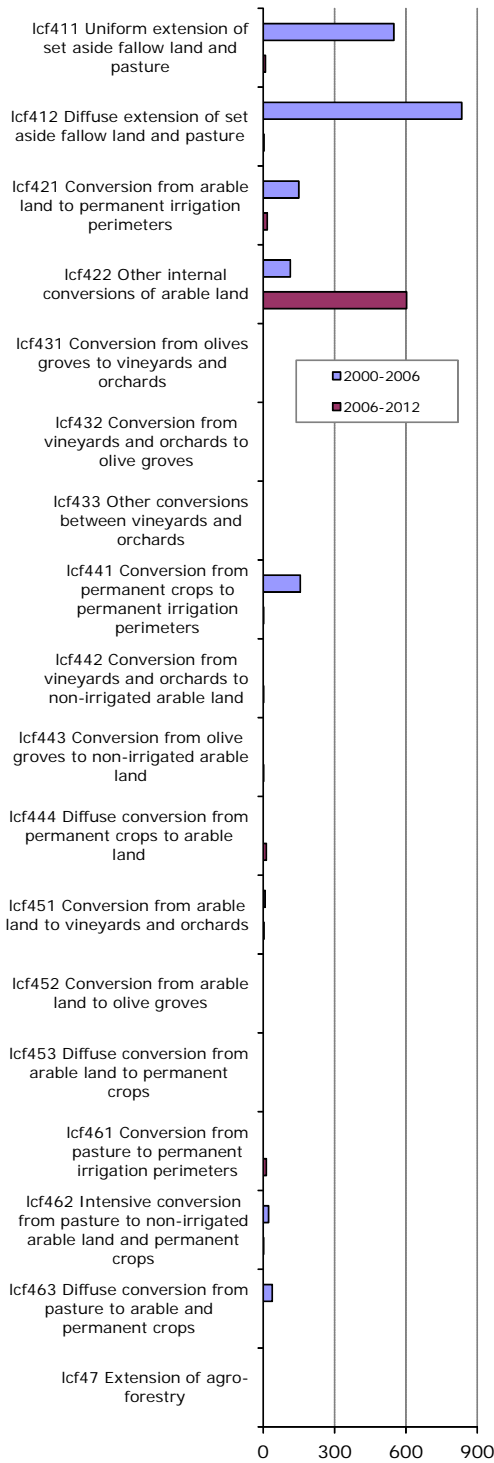 lcf411 Uniform extension of
set aside fallow land and
pasture
lcf412 Diffuse extension of set
aside fallow land and pasture
lcf421 Conversion from arable
land to permanent irrigation
perimeters
lcf422 Other internal
conversions of arable land
lcf431 Conversion from olives
groves to vineyards and
orchards
lcf432 Conversion from
vineyards and orchards to
olive groves
lcf433 Other conversions
between vineyards and
orchards
lcf441 Conversion from
permanent crops to
permanent irrigation
perimeters
lcf442 Conversion from
vineyards and orchards to
non-irrigated arable land
lcf443 Conversion from olive
groves to non-irrigated arable
land
lcf444 Diffuse conversion from
permanent crops to arable
land
lcf451 Conversion from arable
land to vineyards and orchards
lcf452 Conversion from arable
land to olive groves
lcf453 Diffuse conversion from
arable land to permanent
crops
lcf461 Conversion from
pasture to permanent
irrigation perimeters
lcf462 Intensive conversion
from pasture to non-irrigated
arable land and permanent
crops
lcf463 Diffuse conversion from
pasture to arable and
permanent crops
lcf47 Extension of agro-
forestry
2000-2006
2006-2012
0 300 600 900